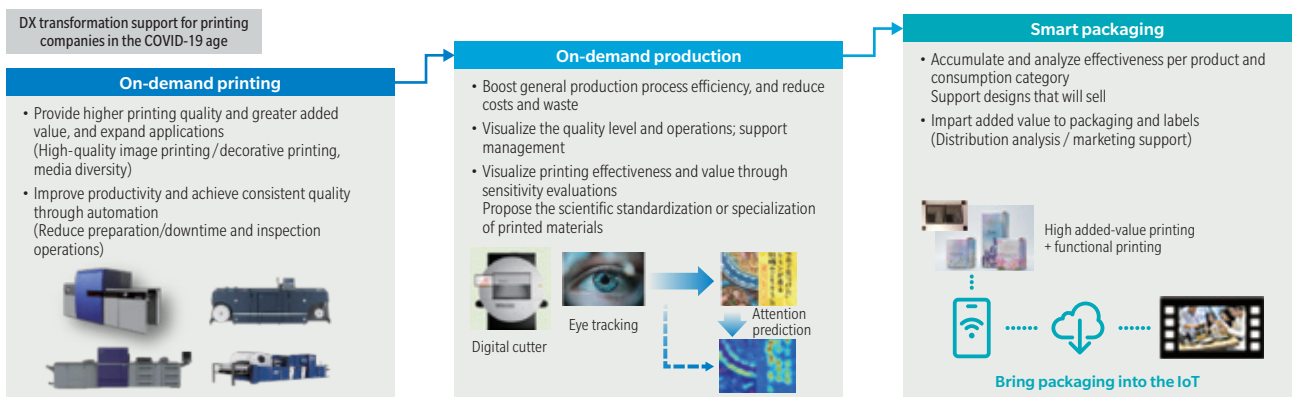 DX transformation support for printing
companies in the COVID-19 age
On-demand printing
• Provide higher printing quality and greater added
value, and expand applications
(High-quality image printing / decorative printing,
media diversity)
• Improve productivity and achieve consistent quality
through automation
(Reduce preparation/downtime and inspection
operations)
On-demand production
• Boost general production process efficiency, and reduce
costs and waste
• Visualize the quality level and operations; support
management
• Visualize printing effectiveness and value through
sensitivity evaluations
Propose the scientific standardization or specialization
of printed materials
Digital cutter
Eye tracking
Attention
prediction
Smart packaging
• Accumulate and analyze effectiveness per product and
consumption category
Support designs that will sell
• Impart added value to packaging and labels
(Distribution analysis / marketing support)
High added-value printing
+ functional printing
Bring packaging into the IoT